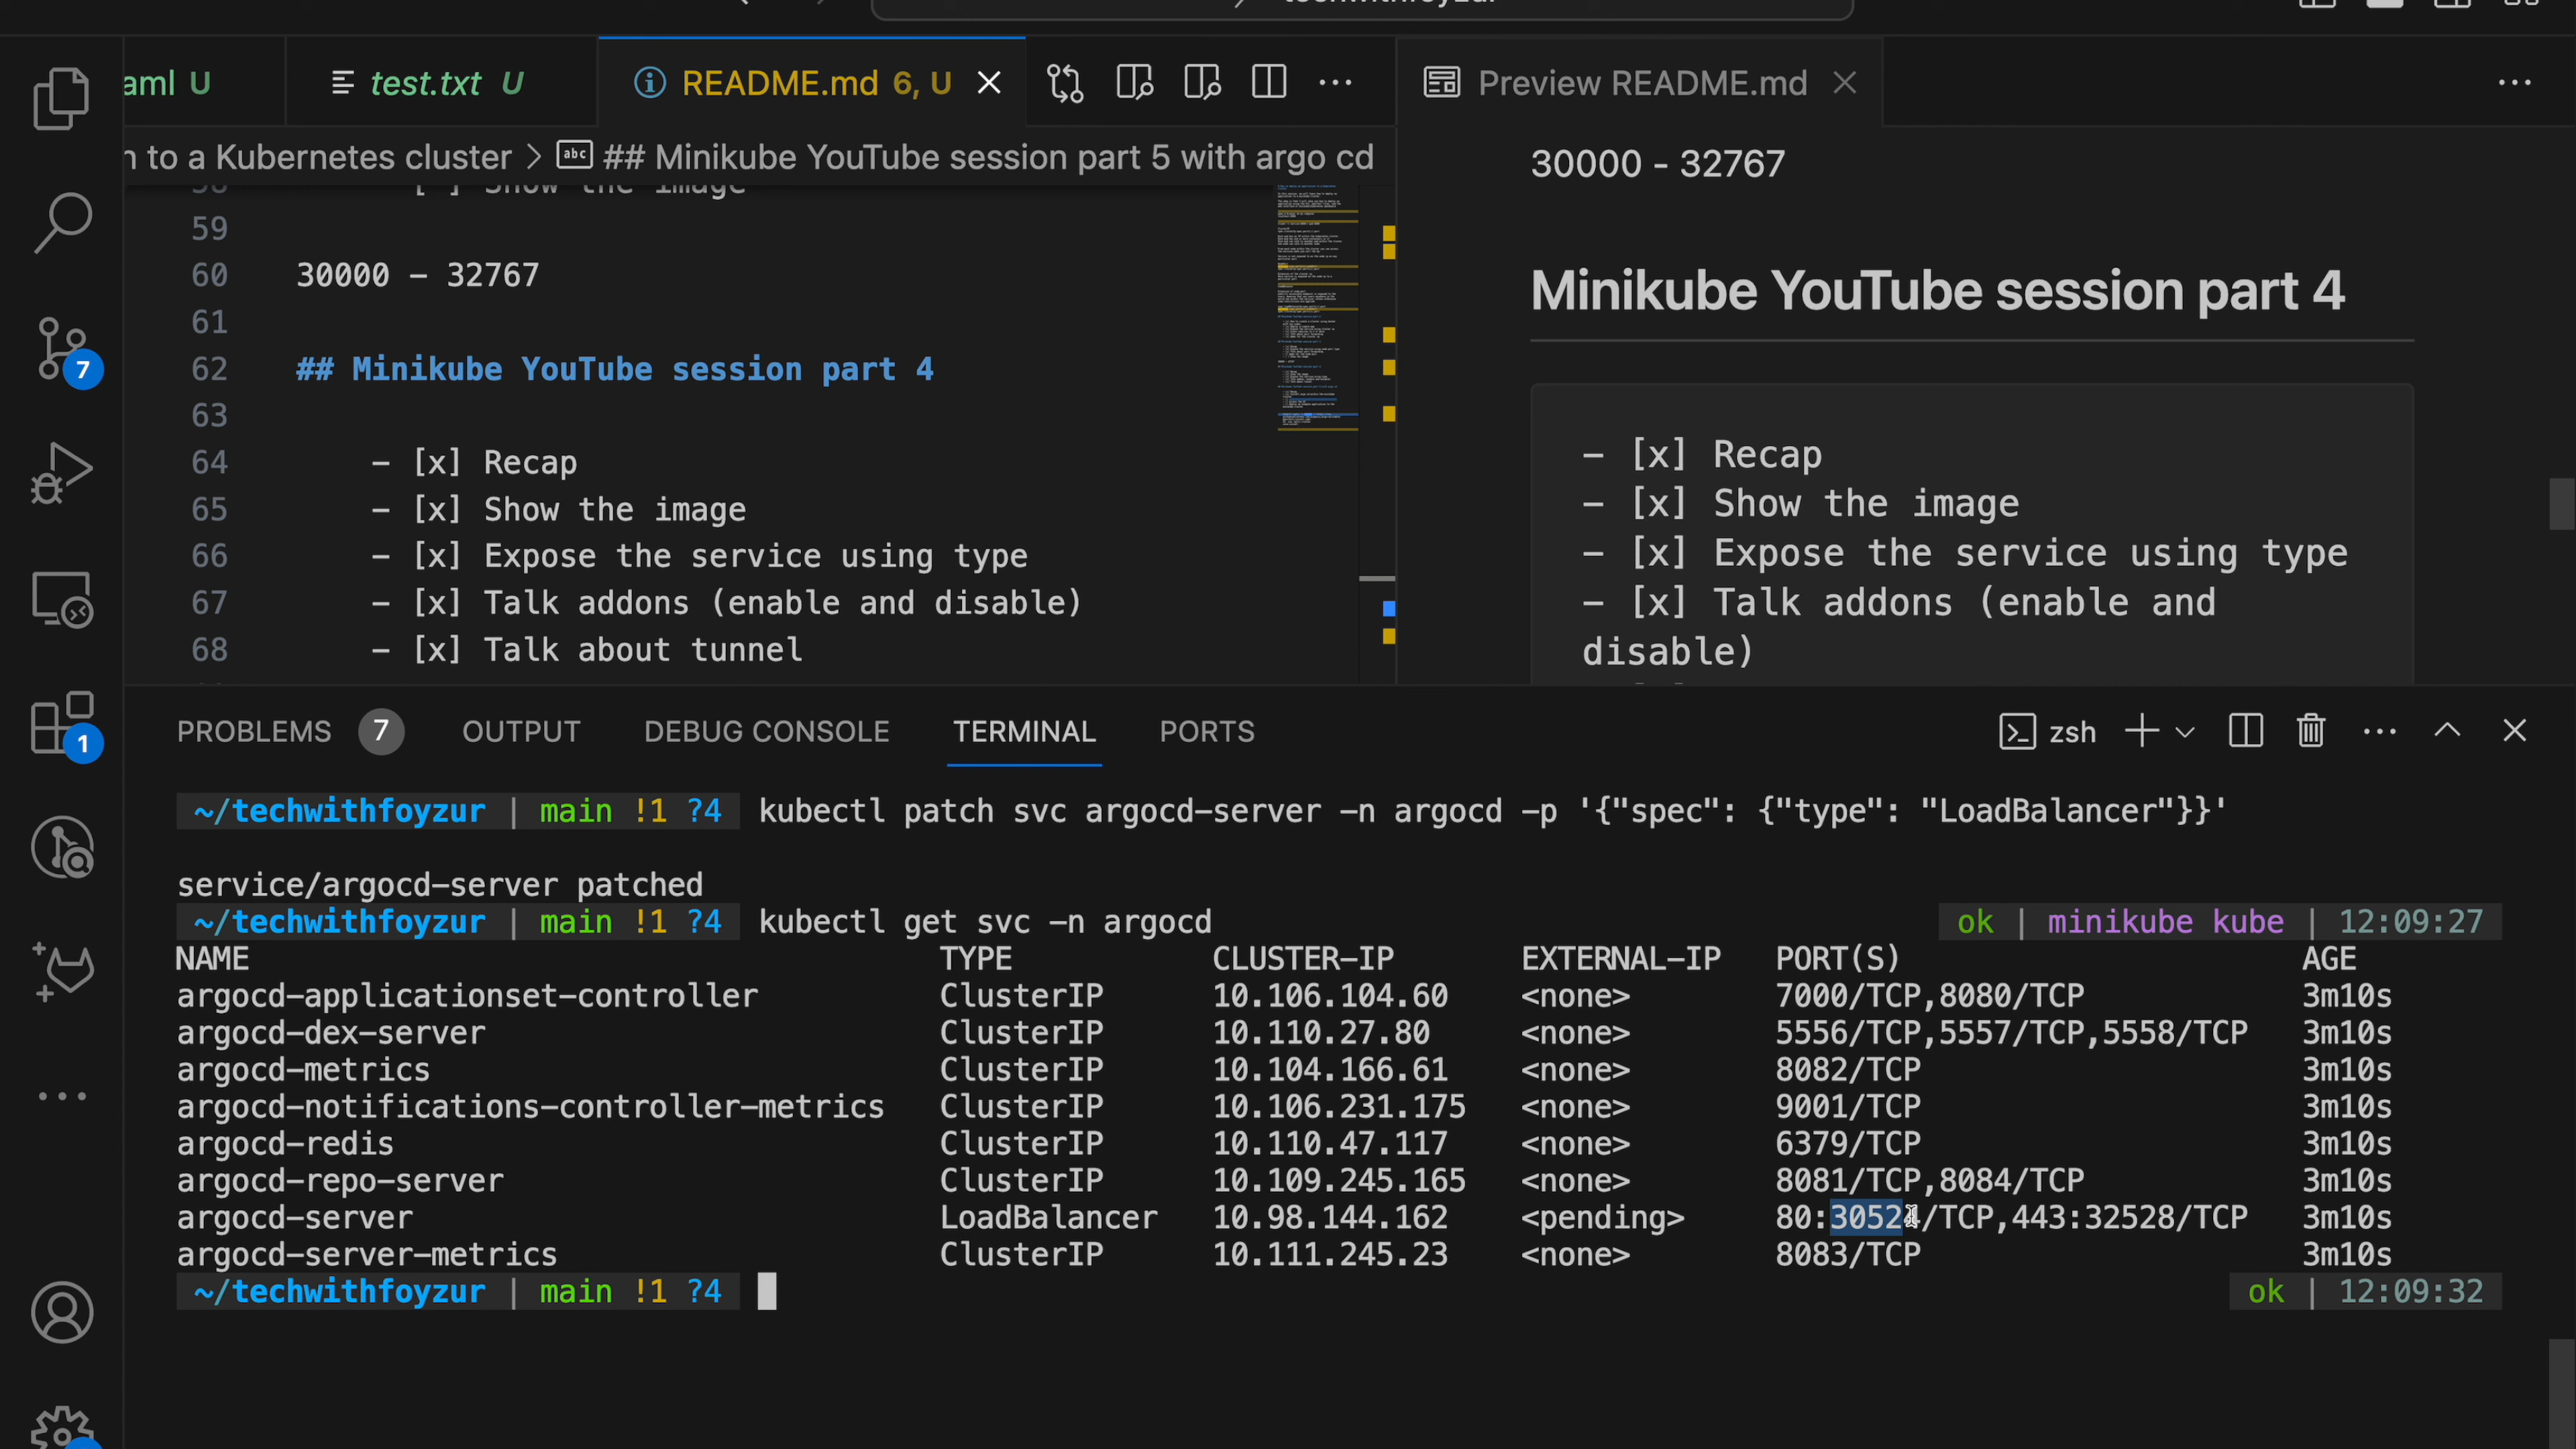 aml U
test.txt U
README.md 6, U
Preview README.md
n to a Kubernetes cluster > abc ## Minikube YouTube session part 5 with argo cd
59
60 30000 - 32767
61
62 ## Minikube YouTube session part 4
63
64 - [x] Recap
65 - [x] Show the image
66 - [x] Expose the service using type
67 - [x] Talk addons (enable and disable)
68 - [x] Talk about tunnel
30000 - 32767
Minikube YouTube session part 4
- [x] Recap
- [x] Show the image
- [x] Expose the service using type
- [x] Talk addons (enable and
disable)
7
1
PROBLEMS 7 OUTPUT DEBUG CONSOLE TERMINAL PORTS
zsh
~/techwithfoyzur | main !1 ?4 kubectl patch svc argocd-server -n argocd -p '{"spec": {"type": "LoadBalancer"}}'
service/argocd-server patched
~/techwithfoyzur | main !1 ?4 kubectl get svc -n argocd ok | minikube kube | 12:09:27
NAME TYPE CLUSTER-IP EXTERNAL-IP PORT(S) AGE
argocd-applicationset-controller ClusterIP 10.106.104.60 <none> 7000/TCP,8080/TCP 3m10s
argocd-dex-server ClusterIP 10.110.27.80 <none> 5556/TCP,5557/TCP,5558/TCP 3m10s
argocd-metrics ClusterIP 10.104.166.61 <none> 8082/TCP 3m10s
argocd-notifications-controller-metrics ClusterIP 10.106.231.175 <none> 9001/TCP 3m10s
argocd-redis ClusterIP 10.110.47.117 <none> 6379/TCP 3m10s
argocd-repo-server ClusterIP 10.109.245.165 <none> 8081/TCP,8084/TCP 3m10s
argocd-server LoadBalancer 10.98.144.162 <pending> 443:32528/TCP 3m10s
argocd-server-metrics ClusterIP 10.111.245.23 <none> 8083/TCP 3m10s
~/techwithfoyzur | main !1 ?4 ok | 12:09:32